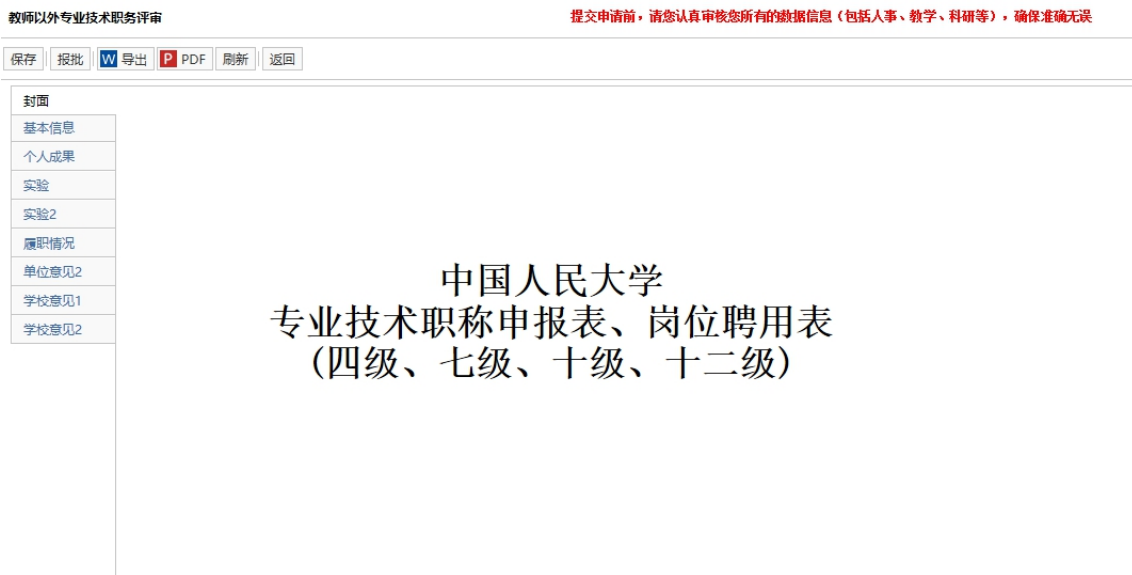 教师以外专业技术职务评审
提交申请前，请您认真审核您所有的数据信息（包括人事、教学、科研等），确保准确无误
保存 报批 W 导出 P PDF 刷新 返回
封面
基本信息
个人成果
实验
实验2
履职情况
单位意见2
学校意见1
学校意见2
中国人民大学
专业技术职称申报表、岗位聘用表
（四级、七级、十级、十二级）